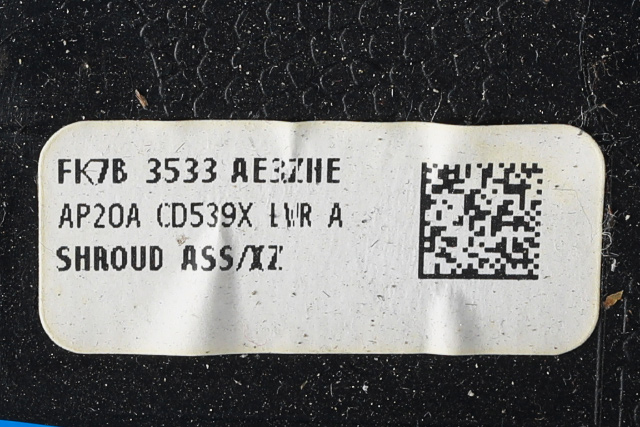 FK7B 3533 AE3ZHE
AP20A CD539X LWR A
SHROUD ASS/XZ